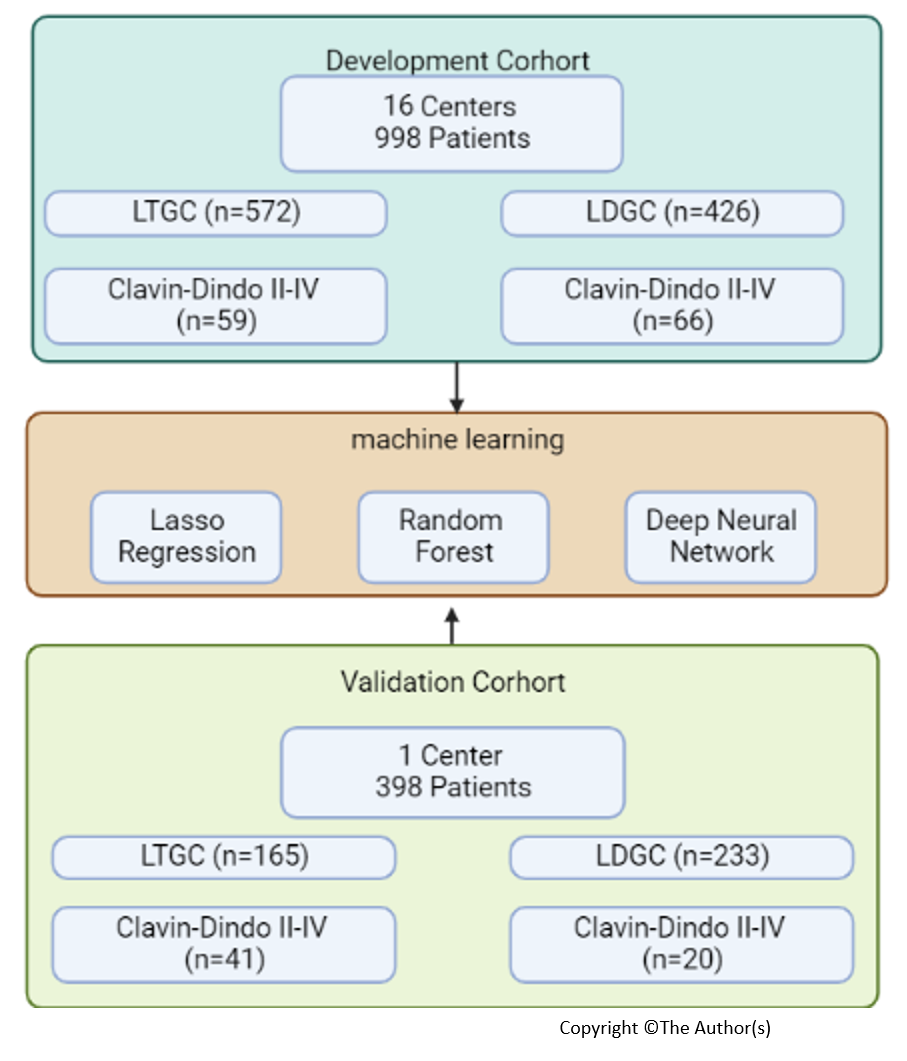 Development Corhort
16 Centers
998 Patients
LTGC (n=572)
LDGC (n=426)
Clavin-Dindo II-IV
(n=59)
Clavin-Dindo II-IV
(n=66)
machine learning
Lasso
Regression
Random
Forest
Deep Neural
Network
Validation Corhort
1 Center
398 Patients
LTGC (n=165)
LDGC (n=233)
Clavin-Dindo II-IV
(n=41)
Clavin-Dindo II-IV
(n=20)
Copyright ©The Author(s)